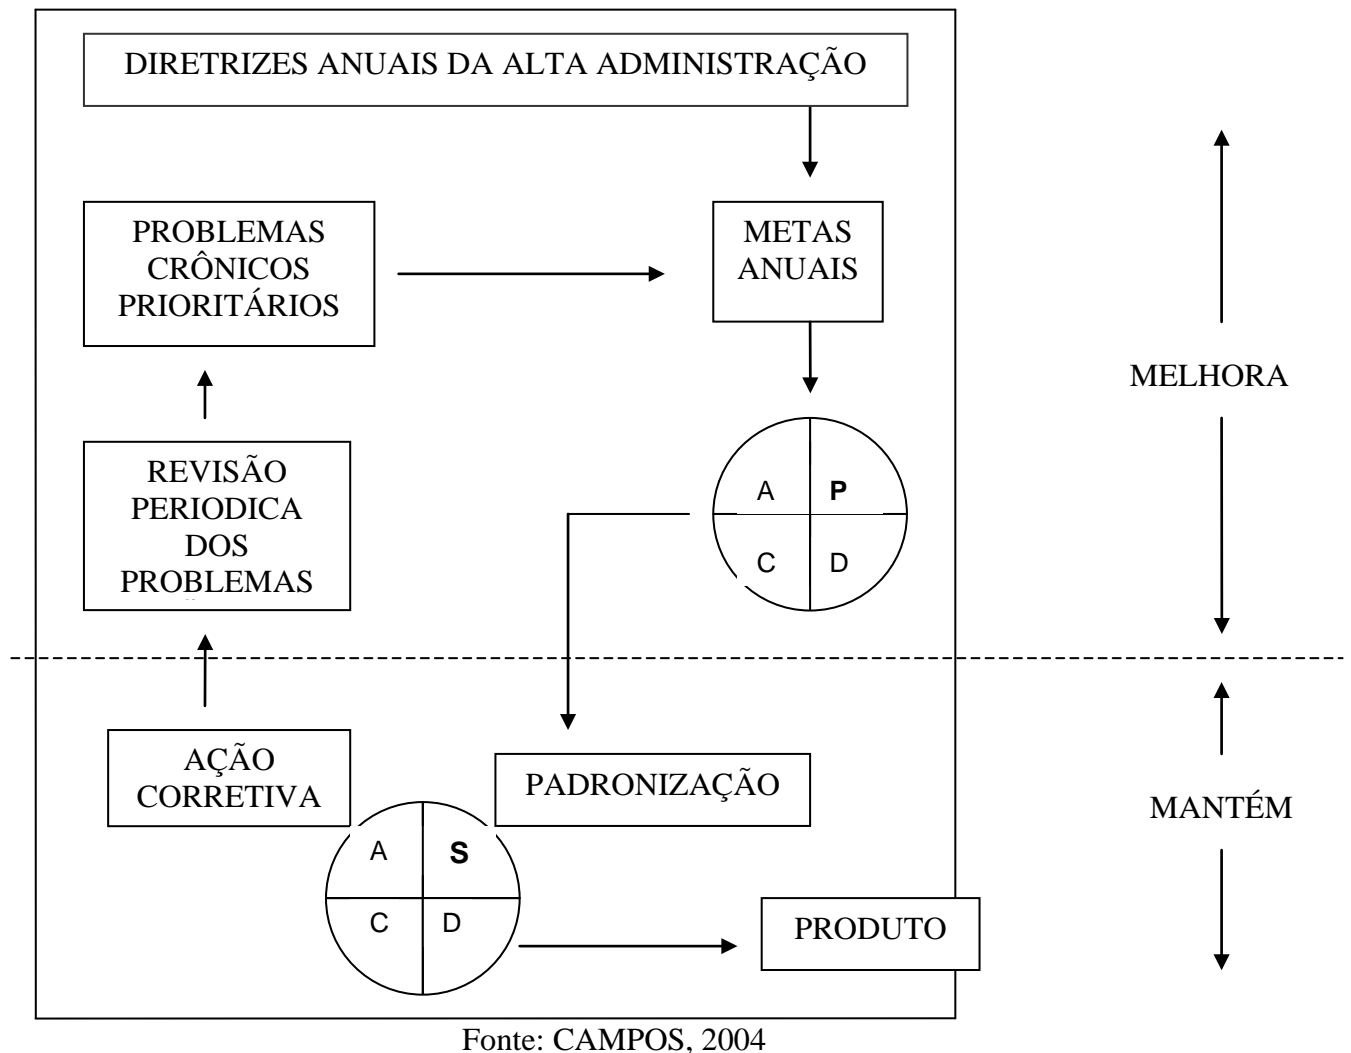 DIRETRIZES ANUAIS DA ALTA ADMINISTRAÇÃO
PROBLEMAS
CRÔNICOS
PRIORITÁRIOS
METAS
ANUAIS
MELHORA
REVISÃO
PERIODICA
DOS
PROBLEMAS
A
P
C
D
AÇÃO
CORRETIVA
PADRONIZAÇÃO
MANTÉM
A
S
C
D
PRODUTO
Fonte: CAMPOS, 2004